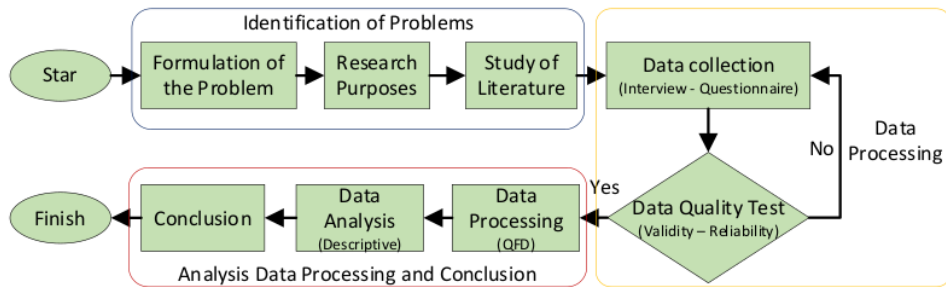 Identification of Problems
Star
Formulation of
the Problem
Research
Purposes
Study of
Literature
Data collection
(Interview - Questionnaire)
No
Data
Processing
Data Quality Test
(Validity – Reliability)
Yes
Data
Processing
(QFD)
Data
Analysis
(Descriptive)
Conclusion
Finish
Analysis Data Processing and Conclusion